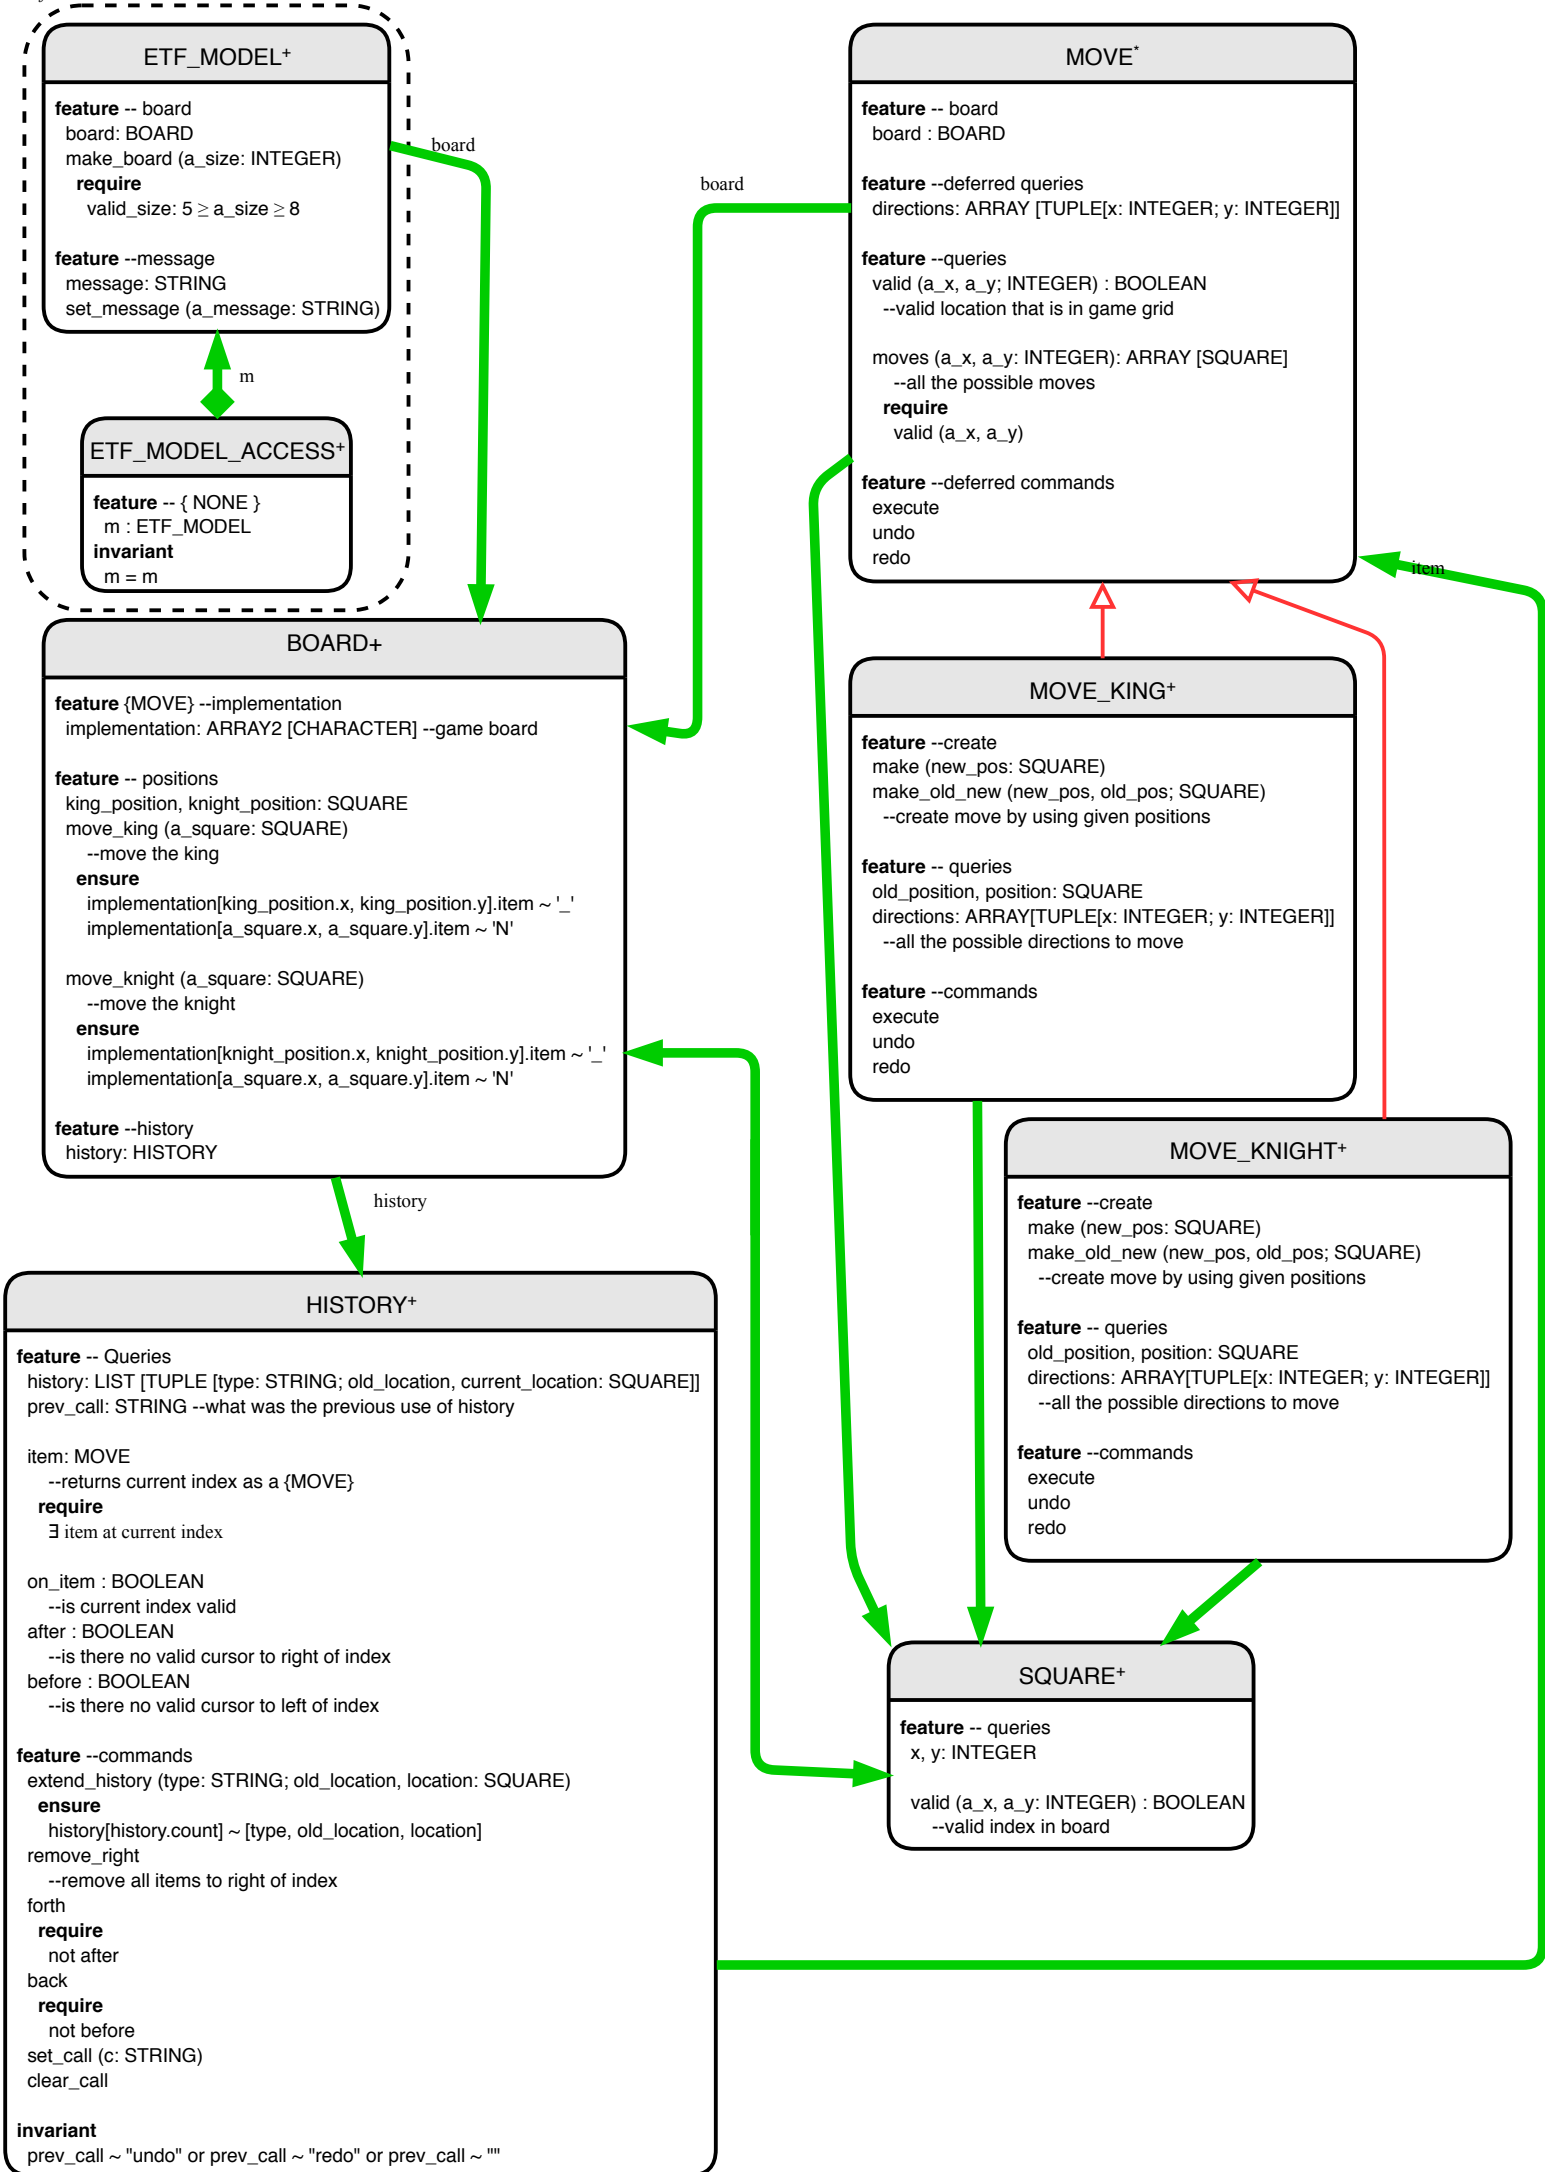 ETF_MODEL+
feature -- board
board: BOARD
make_board (a_size: INTEGER)
require
valid_size: 5 ≥ a_size ≥ 8
feature --message
message: STRING
set_message (a_message: STRING)
board
m
ETF_MODEL_ACCESS+
feature -- { NONE }
m : ETF_MODEL
invariant
m = m
BOARD+
feature {MOVE} --implementation
implementation: ARRAY2 [CHARACTER] --game board
feature -- positions
king_position, knight_position: SQUARE
move_king (a_square: SQUARE)
--move the king
ensure
implementation[king_position.x, king_position.y].item ~ '_'
implementation[a_square.x, a_square.y].item ~ 'N'
move_knight (a_square: SQUARE)
--move the knight
ensure
implementation[knight_position.x, knight_position.y].item ~ '_'
implementation[a_square.x, a_square.y].item ~ 'N'
feature --history
history: HISTORY
history
HISTORY+
feature -- Queries
history: LIST [TUPLE [type: STRING; old_location, current_location: SQUARE]]
prev_call: STRING --what was the previous use of history
item: MOVE
--returns current index as a {MOVE}
require
∃ item at current index
on_item : BOOLEAN
--is current index valid
after : BOOLEAN
--is there no valid cursor to right of index
before : BOOLEAN
--is there no valid cursor to left of index
feature --commands
extend_history (type: STRING; old_location, location: SQUARE)
ensure
history[history.count] ~ [type, old_location, location]
remove_right
--remove all items to right of index
forth
require
not after
back
require
not before
set_call (c: STRING)
clear_call
invariant
prev_call ~ "undo" or prev_call ~ "redo" or prev_call ~ ""
board
MOVE*
feature -- board
board : BOARD
feature --deferred queries
directions: ARRAY [TUPLE[x: INTEGER; y: INTEGER]]
feature --queries
valid (a_x, a_y; INTEGER) : BOOLEAN
--valid location that is in game grid
moves (a_x, a_y: INTEGER): ARRAY [SQUARE]
--all the possible moves
require
valid (a_x, a_y)
feature --deferred commands
execute
undo
redo
item
MOVE_KING+
feature --create
make (new_pos: SQUARE)
make_old_new (new_pos, old_pos; SQUARE)
--create move by using given positions
feature -- queries
old_position, position: SQUARE
directions: ARRAY[TUPLE[x: INTEGER; y: INTEGER]]
--all the possible directions to move
feature --commands
execute
undo
redo
MOVE_KNIGHT+
feature --create
make (new_pos: SQUARE)
make_old_new (new_pos, old_pos; SQUARE)
--create move by using given positions
feature -- queries
old_position, position: SQUARE
directions: ARRAY[TUPLE[x: INTEGER; y: INTEGER]]
--all the possible directions to move
feature --commands
execute
undo
redo
SQUARE+
feature -- queries
x, y: INTEGER
valid (a_x, a_y: INTEGER) : BOOLEAN
--valid index in board